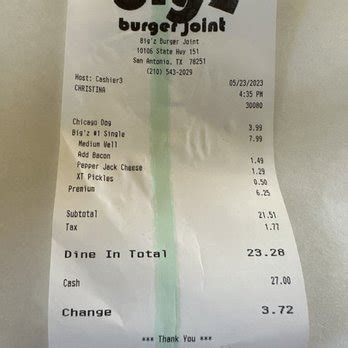 Big'z
burger joint
Big'z Burger Joint
10106 State Hwy 151
San Antonio, TX 78251
(210) 543-2029
Host: Cashier3 05/23/2023
CHRISTINA 4:35 PM
30080
Chicago Dog 3.99
Big'z #1 Single 7.99
Medium Well
Add Bacon 1.49
Pepper Jack Cheese 1.29
XT Pickles 0.50
Premium 6.25
Subtotal 21.51
Tax 1.77
Dine In Total 23.28
Cash 27.00
Change 3.72
*** Thank You ***